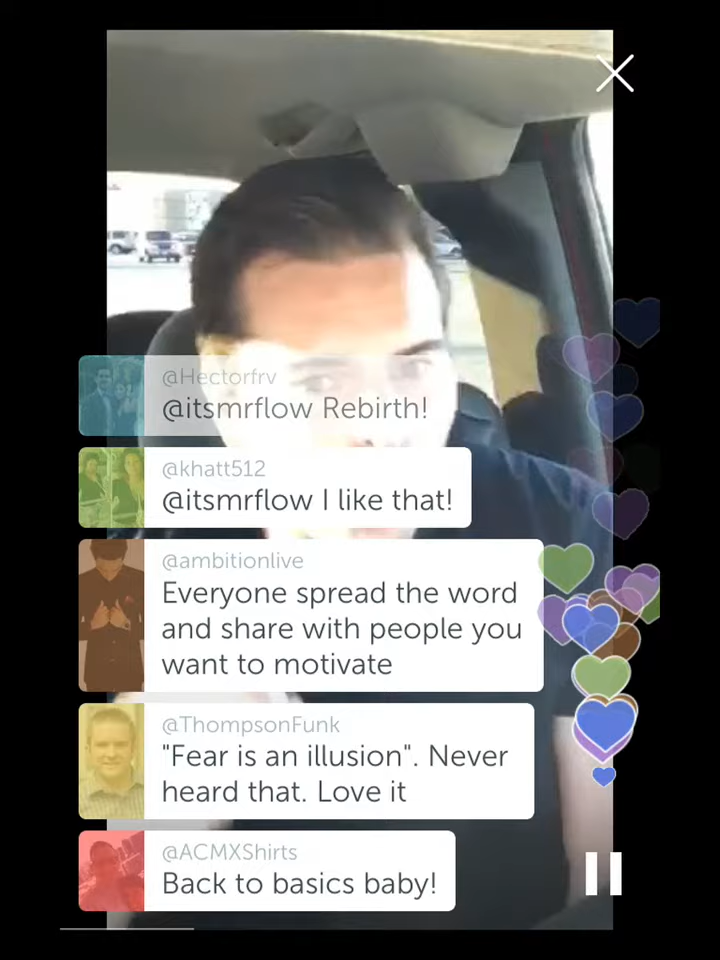 @Hectorfrv
@itsmrflow Rebirth!
@khatt512
@itsmrflow I like that!
@ambitionlive
Everyone spread the word
and share with people you
want to motivate
@ThompsonFunk
"Fear is an illusion". Never
heard that. Love it
@ACMXShirts
Back to basics baby!